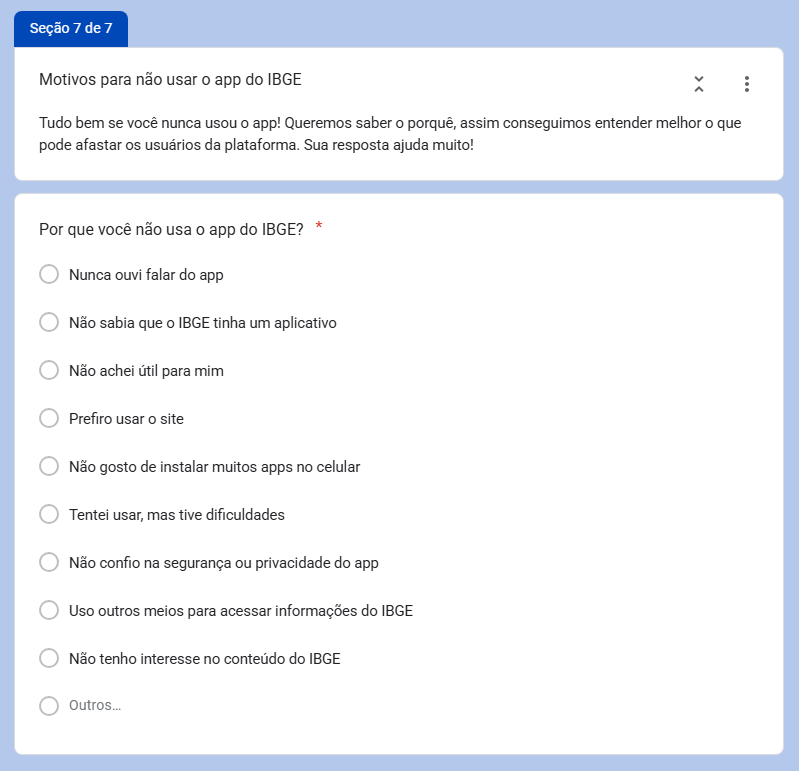 Seção 7 de 7
Motivos para não usar o app do IBGE
Tudo bem se você nunca usou o app! Queremos saber o porquê, assim conseguimos entender melhor o que
pode afastar os usuários da plataforma. Sua resposta ajuda muito!
Por que você não usa o app do IBGE? *
Nunca ouvi falar do app
Não sabia que o IBGE tinha um aplicativo
Não achei útil para mim
Prefiro usar o site
Não gosto de instalar muitos apps no celular
Tentei usar, mas tive dificuldades
Não confio na segurança ou privacidade do app
Uso outros meios para acessar informações do IBGE
Não tenho interesse no conteúdo do IBGE
Outros…